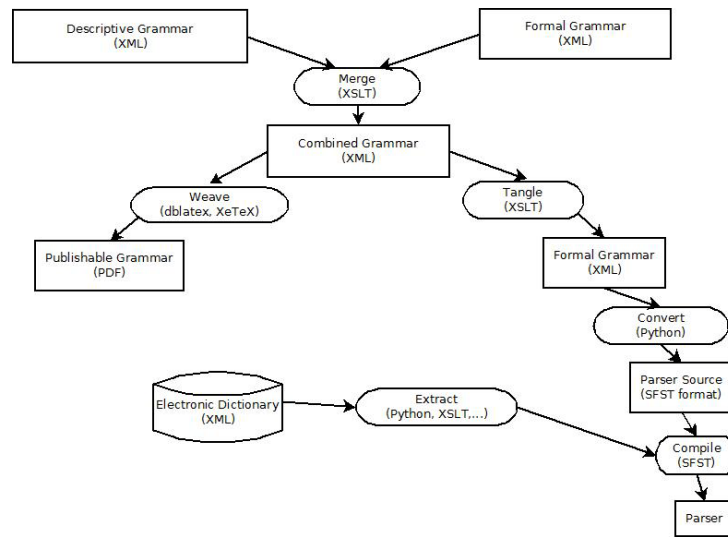 Descriptive Grammar
(XML)
Formal Grammar
(XML)
Merge
(XSLT)
Combined Grammar
(XML)
Weave
(dblatex, XeTeX)
Tangle
(XSLT)
Publishable Grammar
(PDF)
Formal Grammar
(XML)
Convert
(Python)
Parser Source
(SFST format)
Electronic Dictionary
(XML)
Extract
(Python, XSLT,...)
Compile
(SFST)
Parser